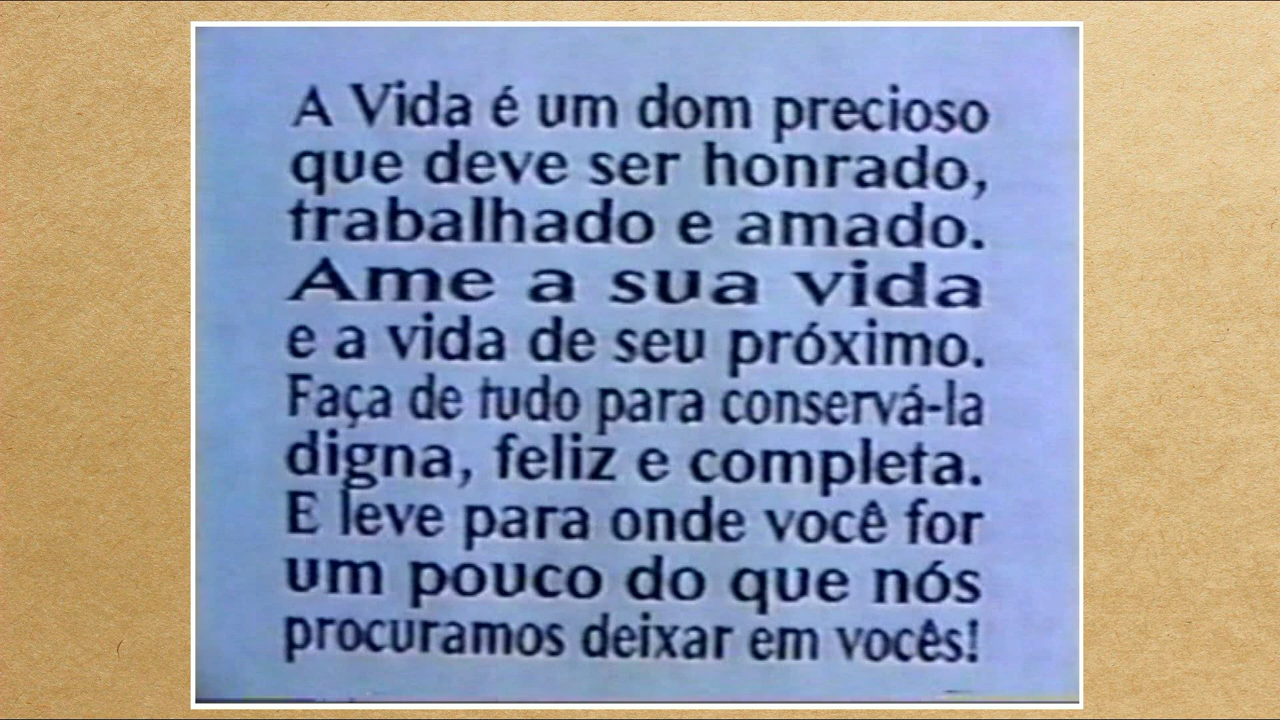 A Vida é um dom precioso
que deve ser honrado,
trabalhado e amado.
Ame a sua vida
e a vida de seu próximo.
Faça de tudo para conservá-la
digna, feliz e completa.
E leve para onde você for
um pouco do que nós
procuramos deixar em vocês!